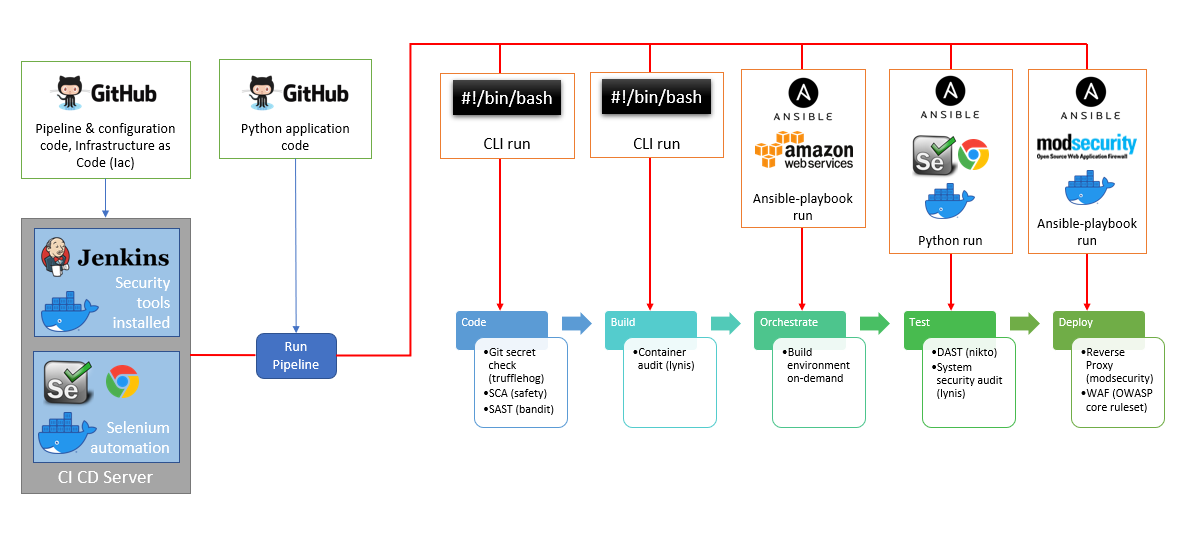 GitHub
Pipeline & configuration
code, Infrastructure as
Code (Iac)
GitHub
Python application
code
Jenkins
Security
tools
installed
Se
Selenium
automation
CI CD Server
Run
Pipeline
#!/bin/bash
CLI run
#!/bin/bash
CLI run
A
ANSIBLE
amazon
web services
Ansible-playbook
run
A
ANSIBLE
Se
Python run
A
ANSIBLE
modsecurity
Open Source Web Application Firewall
Ansible-playbook
run
Code
•Git secret
check
(trufflehog)
•SCA (safety)
•SAST (bandit)
Build
•Container
audit (lynis)
Orchestrate
•Build
environment
on-demand
Test
•DAST (nikto)
•System
security audit
(lynis)
Deploy
•Reverse
Proxy
(modsecurity)
•WAF (OWASP
core ruleset)